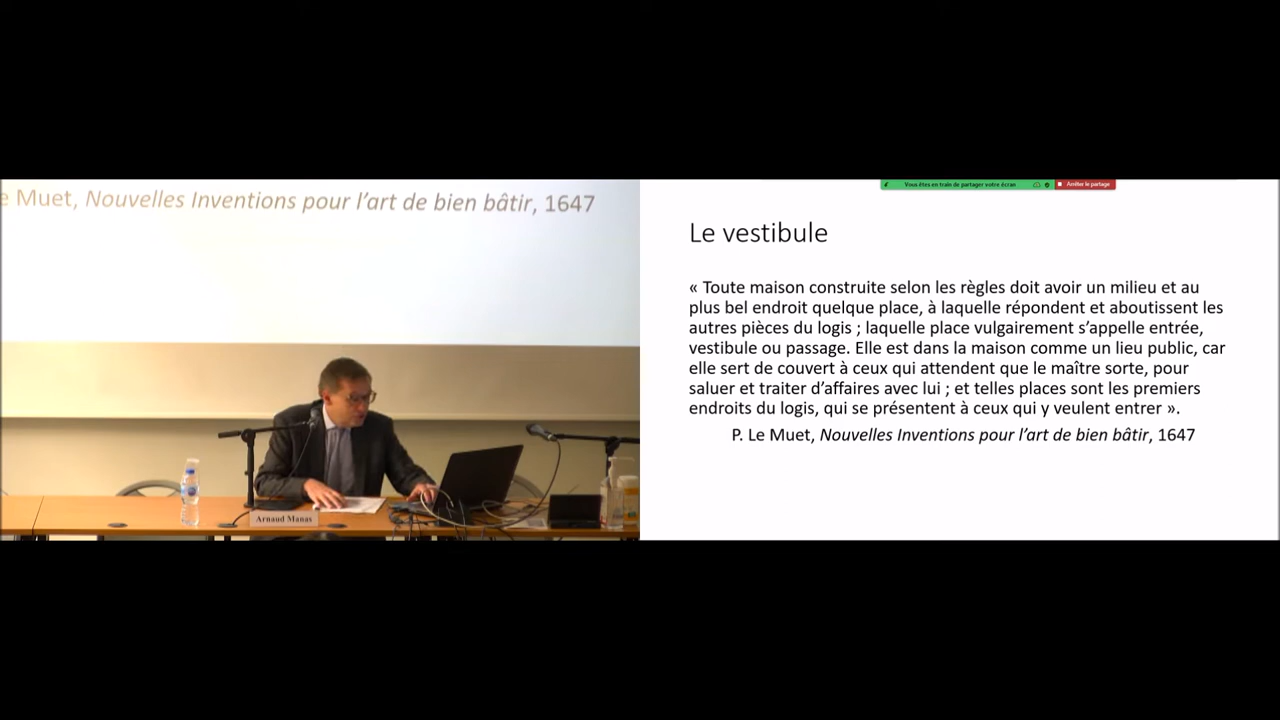 e Muet, Nouvelles Inventions pour l’art de bien bâtir, 1647
Arnaud Manas
Vous êtes en train de partager votre écran
Arrêter le partage
Le vestibule
« Toute maison construite selon les règles doit avoir un milieu et au
plus bel endroit quelque place, à laquelle répondent et aboutissent les
autres pièces du logis ; laquelle place vulgairement s’appelle entrée,
vestibule ou passage. Elle est dans la maison comme un lieu public, car
elle sert de couvert à ceux qui attendent que le maître sorte, pour
saluer et traiter d’affaires avec lui ; et telles places sont les premiers
endroits du logis, qui se présentent à ceux qui y veulent entrer ».
P. Le Muet, Nouvelles Inventions pour l’art de bien bâtir, 1647